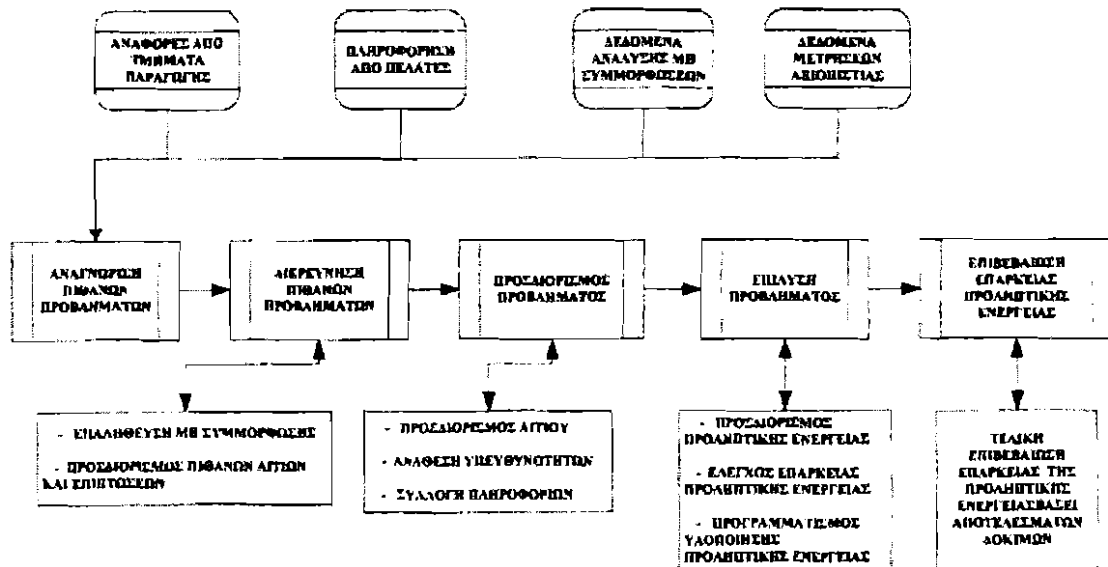 ΑΝΑΦΟΡΕΣ ΑΠΟ
ΤΜΗΜΑΤΑ
ΠΑΡΑΓΩΓΗΣ
ΠΛΗΡΟΦΟΡΗΣΗ
ΑΠΟ ΠΕΛΑΤΕΣ
ΔΕΔΟΜΕΝΑ
ΑΝΑΛΥΣΗΣ ΜΗ
ΣΥΜΜΟΡΦΩΣΕΩΝ
ΔΕΔΟΜΕΝΑ
ΜΕΤΡΗΣΕΩΝ
ΑΞΙΟΠΙΣΤΙΑΣ
ΑΝΑΓΝΩΡΙΣΗ
ΠΙΘΑΝΩΝ
ΠΡΟΒΛΗΜΑΤΩΝ
ΔΙΕΡΕΥΝΗΣΗ
ΠΙΘΑΝΩΝ
ΠΡΟΒΛΗΜΑΤΩΝ
ΠΡΟΣΔΙΟΡΙΣΜΟΣ
ΠΡΟΒΛΗΜΑΤΟΣ
ΕΠΙΛΥΣΗ
ΠΡΟΒΛΗΜΑΤΟΣ
ΕΠΙΒΕΒΑΙΩΣΗ
ΕΠΑΡΚΕΙΑΣ
ΠΡΟΛΗΠΤΙΚΗΣ
ΕΝΕΡΓΕΙΑΣ
- ΕΠΑΛΗΘΕΥΣΗ ΜΗ ΣΥΜΜΟΡΦΩΣΗΣ
- ΠΡΟΣΔΙΟΡΙΣΜΟΣ ΠΙΘΑΝΩΝ ΑΙΤΙΩΝ
ΚΑΙ ΕΠΙΠΤΩΣΕΩΝ
- ΠΡΟΣΔΙΟΡΙΣΜΟΣ ΑΙΤΙΟΥ
- ΑΝΑΘΕΣΗ ΥΠΕΥΘΥΝΟΤΗΤΩΝ
- ΣΥΛΛΟΓΗ ΠΛΗΡΟΦΟΡΙΩΝ
- ΠΡΟΣΔΙΟΡΙΣΜΟΣ
ΠΡΟΛΗΠΤΙΚΗΣ ΕΝΕΡΓΕΙΑΣ
- ΕΛΕΓΧΟΣ ΕΠΑΡΚΕΙΑΣ
ΠΡΟΛΗΠΤΙΚΗΣ ΕΝΕΡΓΕΙΑΣ
- ΠΡΟΓΡΑΜΜΑΤΙΣΜΟΣ
ΥΛΟΠΟΙΗΣΗΣ
ΠΡΟΛΗΠΤΙΚΗΣ ΕΝΕΡΓΕΙΑΣ
ΤΕΛΙΚΗ
ΕΠΙΒΕΒΑΙΩΣΗ
ΕΠΑΡΚΕΙΑΣ ΤΗΣ
ΠΡΟΛΗΠΤΙΚΗΣ
ΕΝΕΡΓΕΙΑΣΒΑΣΕΙ
ΑΠΟΤΕΛΕΣΜΑΤΩΝ
ΔΟΚΙΜΩΝ